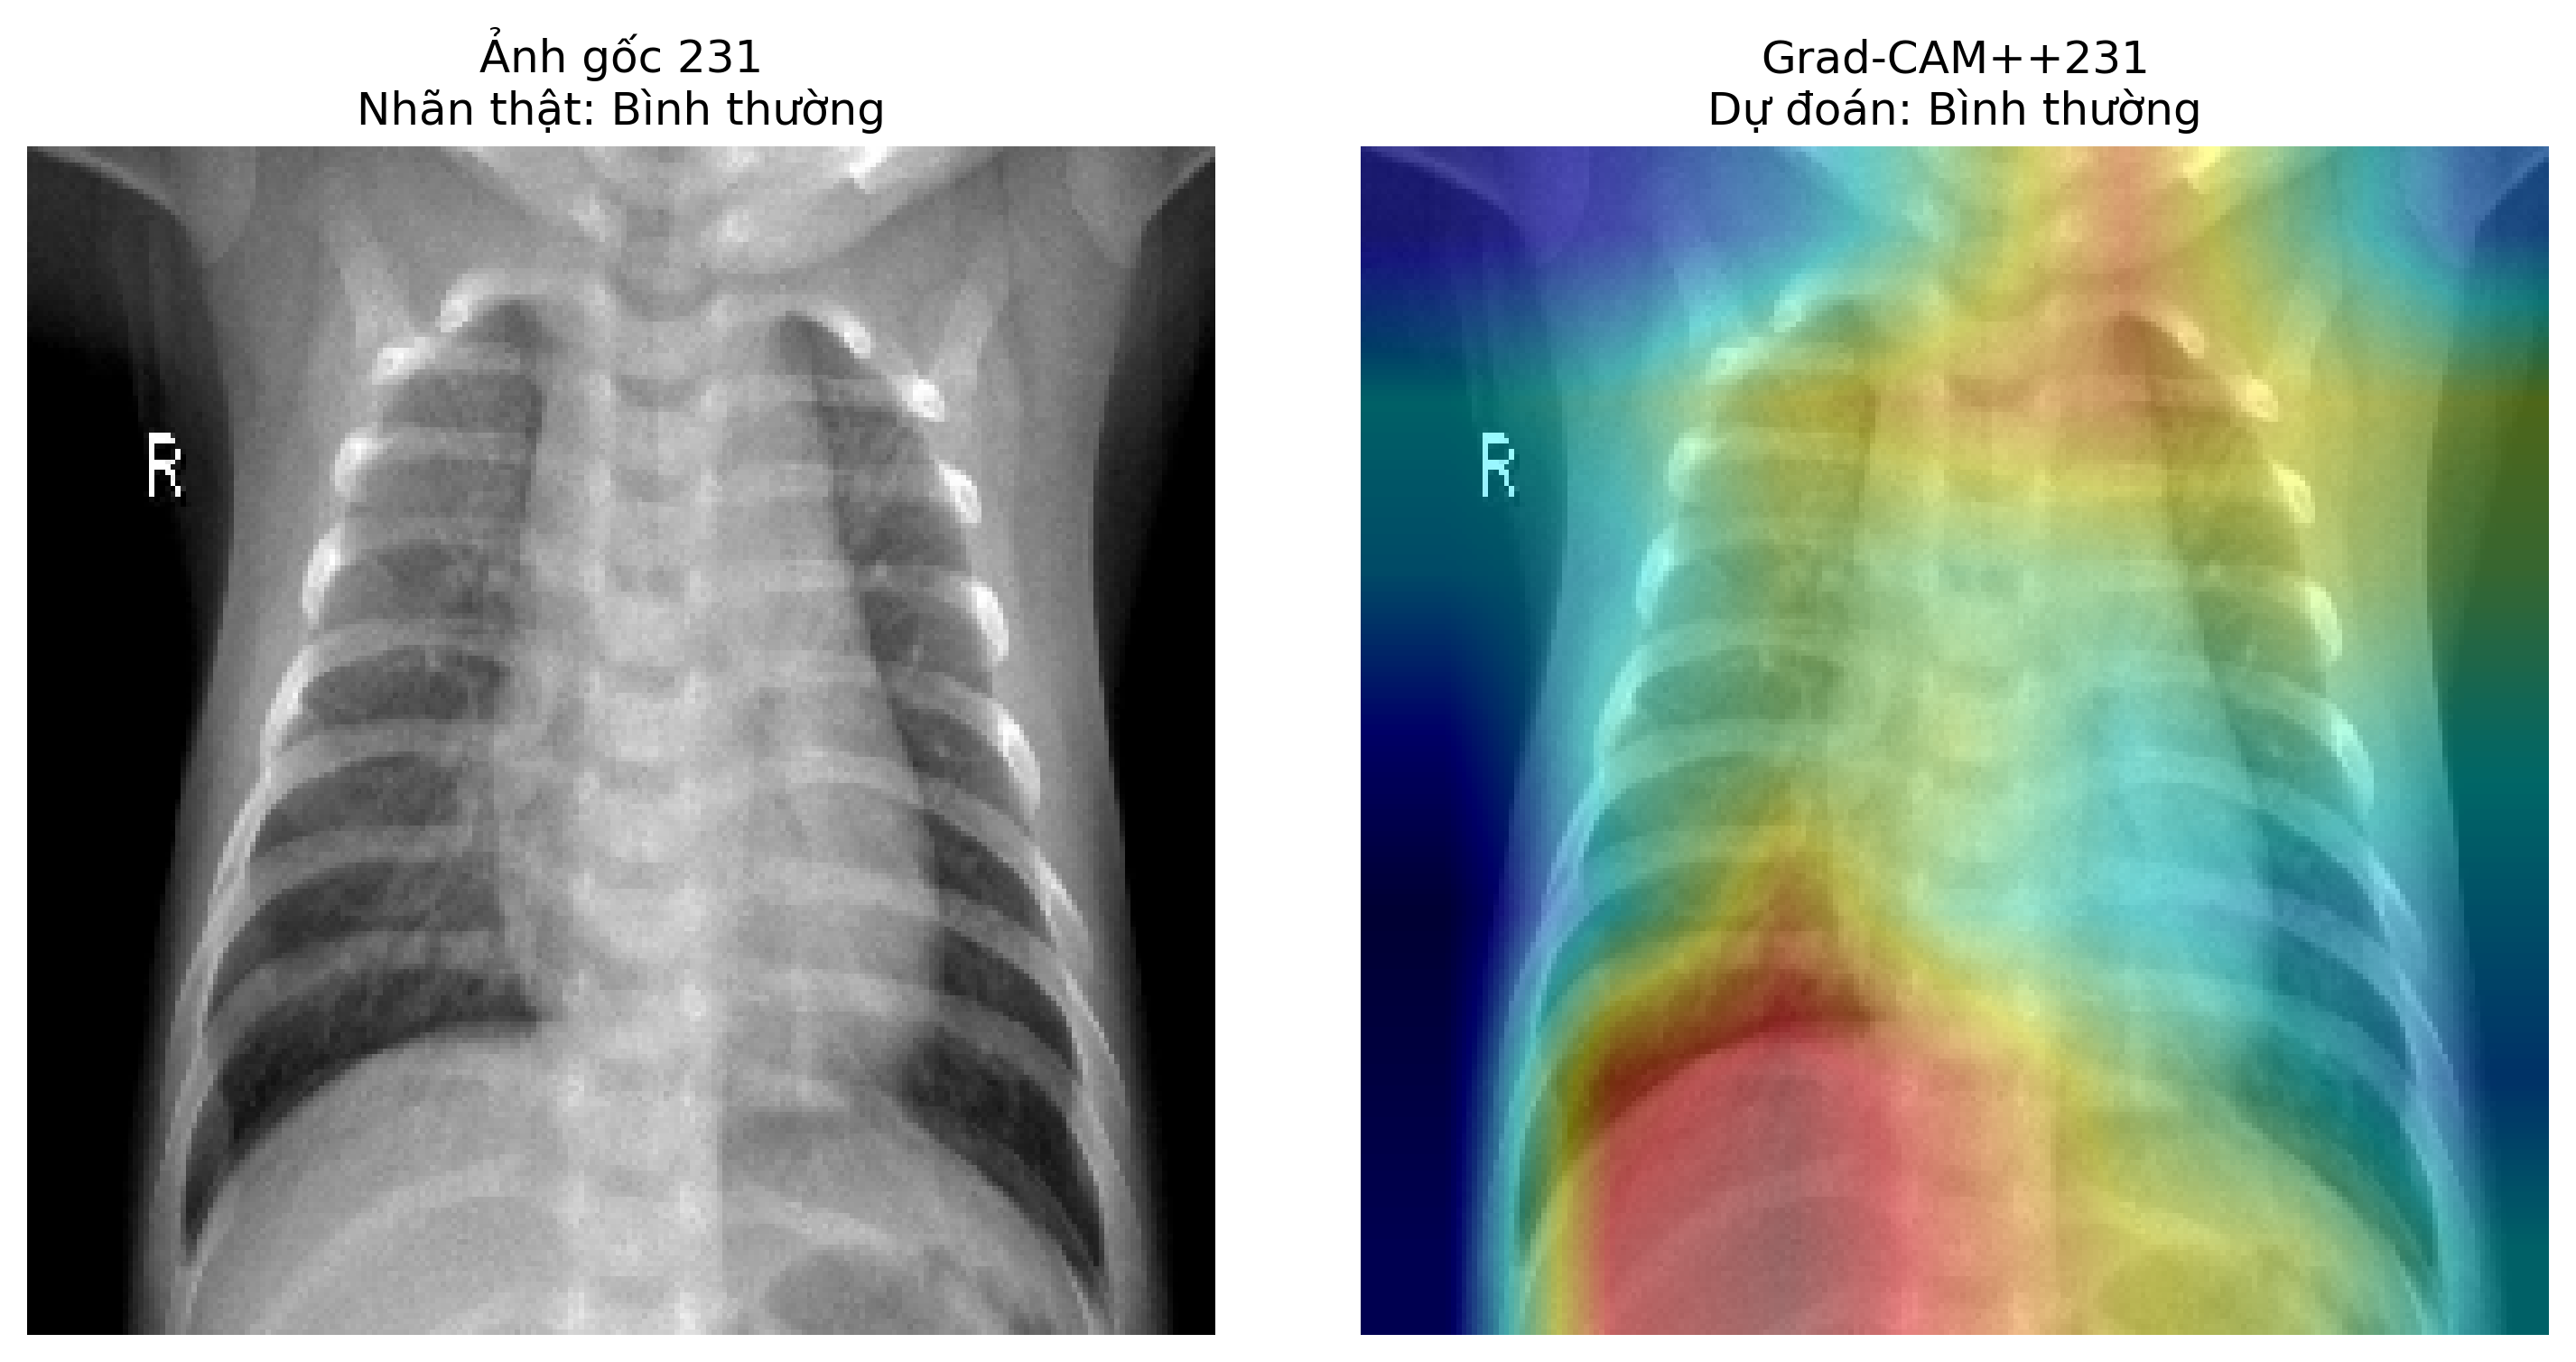 Ảnh gốc 231
Nhãn thật: Bình thường
Grad-CAM++231
Dự đoán: Bình thường
R
R